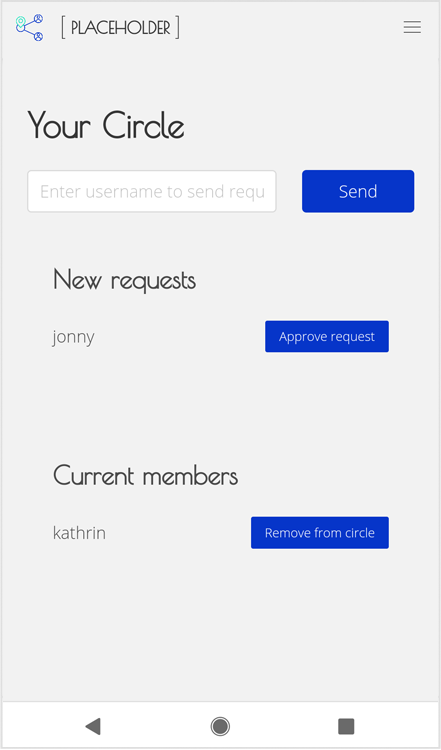 [ PLACEHOLDER ]
Your Circle
Enter username to send requ
Send
New requests
jonny
Approve request
Current members
kathrin
Remove from circle